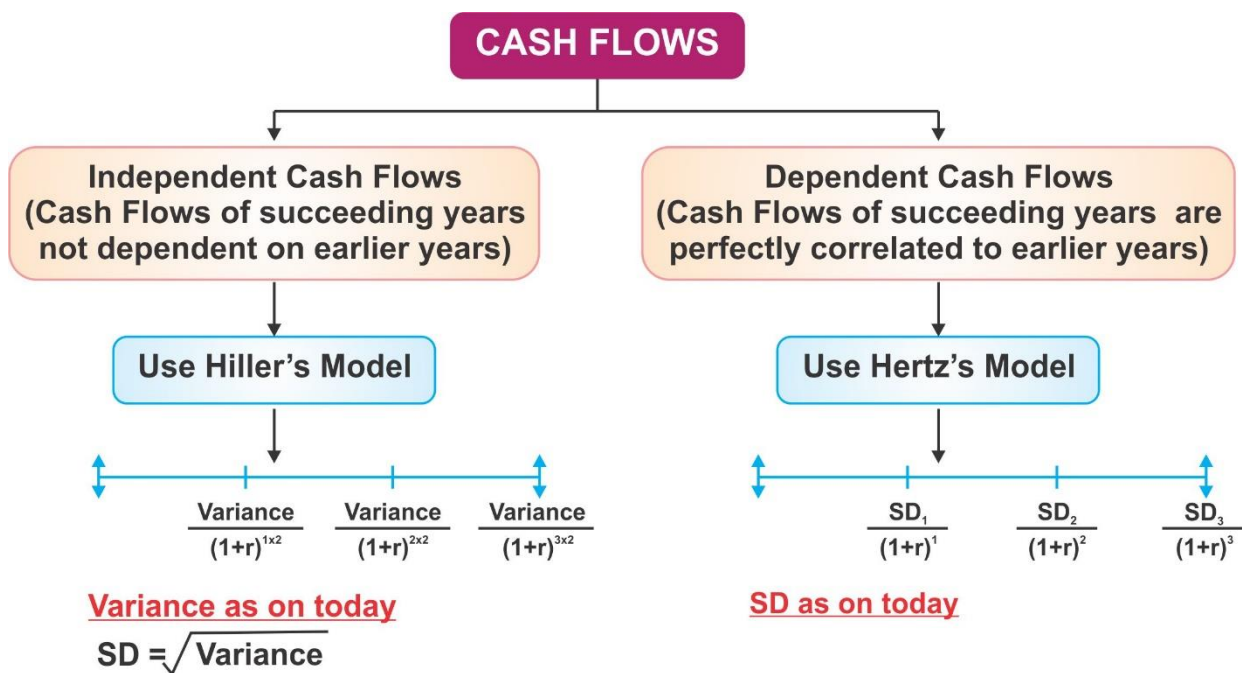 CASH FLOWS
Independent Cash Flows
(Cash Flows of succeeding years
not dependent on earlier years)
Dependent Cash Flows
(Cash Flows of succeeding years are
perfectly correlated to earlier years)
Use Hiller's Model
Use Hertz's Model
Variance Variance Variance
(1+r)¹ˣ² (1+r)²ˣ² (1+r)³ˣ²
SD₁ SD₂ SD₃
(1+r)¹ (1+r)² (1+r)³
Variance as on today
SD = √Variance
SD as on today